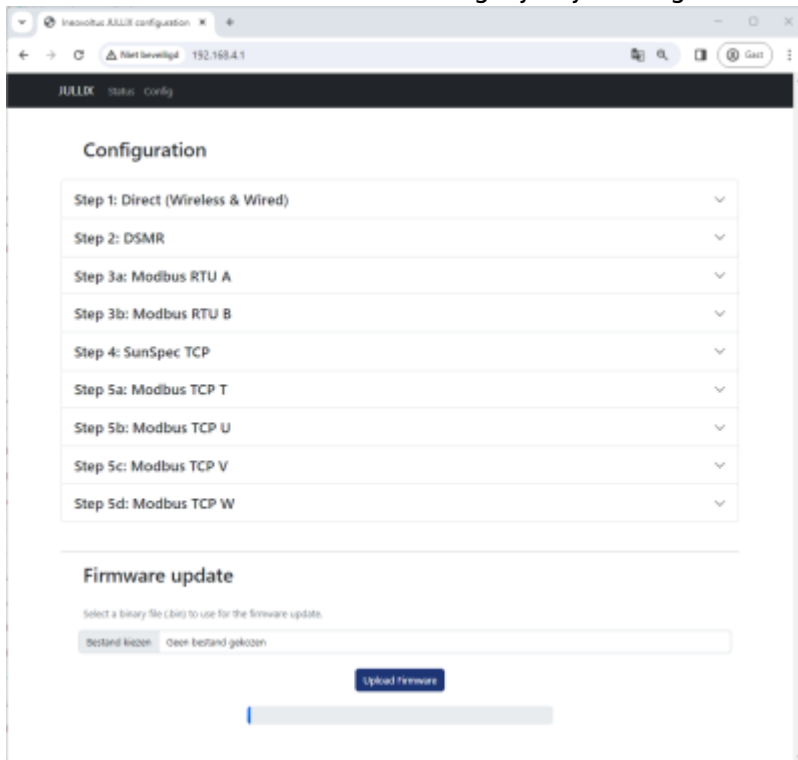 Innovoltus JULLIX configuration
Niet beveiligd 192.168.4.1
Gast
JULLIX Status Config
Configuration
Step 1: Direct (Wireless & Wired)
Step 2: DSMR
Step 3a: Modbus RTU A
Step 3b: Modbus RTU B
Step 4: SunSpec TCP
Step 5a: Modbus TCP T
Step 5b: Modbus TCP U
Step 5c: Modbus TCP V
Step 5d: Modbus TCP W
Firmware update
Select a binary file (.bin) to use for the firmware update.
Bestand kiezen Geen bestand gekozen
Upload Firmware